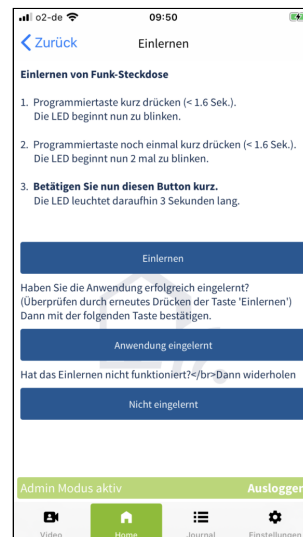 o2-de 09:50
Zurück Einlernen
Einlernen von Funk-Steckdose
1. Programmiertaste kurz drücken (< 1.6 Sek.).
Die LED beginnt nun zu blinken.
2. Programmiertaste noch einmal kurz drücken (< 1.6 Sek.).
Die LED beginnt nun 2 mal zu blinken.
3. Betätigen Sie nun diesen Button kurz.
Die LED leuchtet daraufhin 3 Sekunden lang.
Einlernen
Haben Sie die Anwendung erfolgreich eingelernt?
(Überprüfen durch erneutes Drücken der Taste 'Einlernen')
Dann mit der folgenden Taste bestätigen.
Anwendung eingelernt
Hat das Einlernen nicht funktioniert?</br>Dann widerholen
Nicht eingelernt
Admin Modus aktiv Ausloggen
Video Home Journal Einstellungen